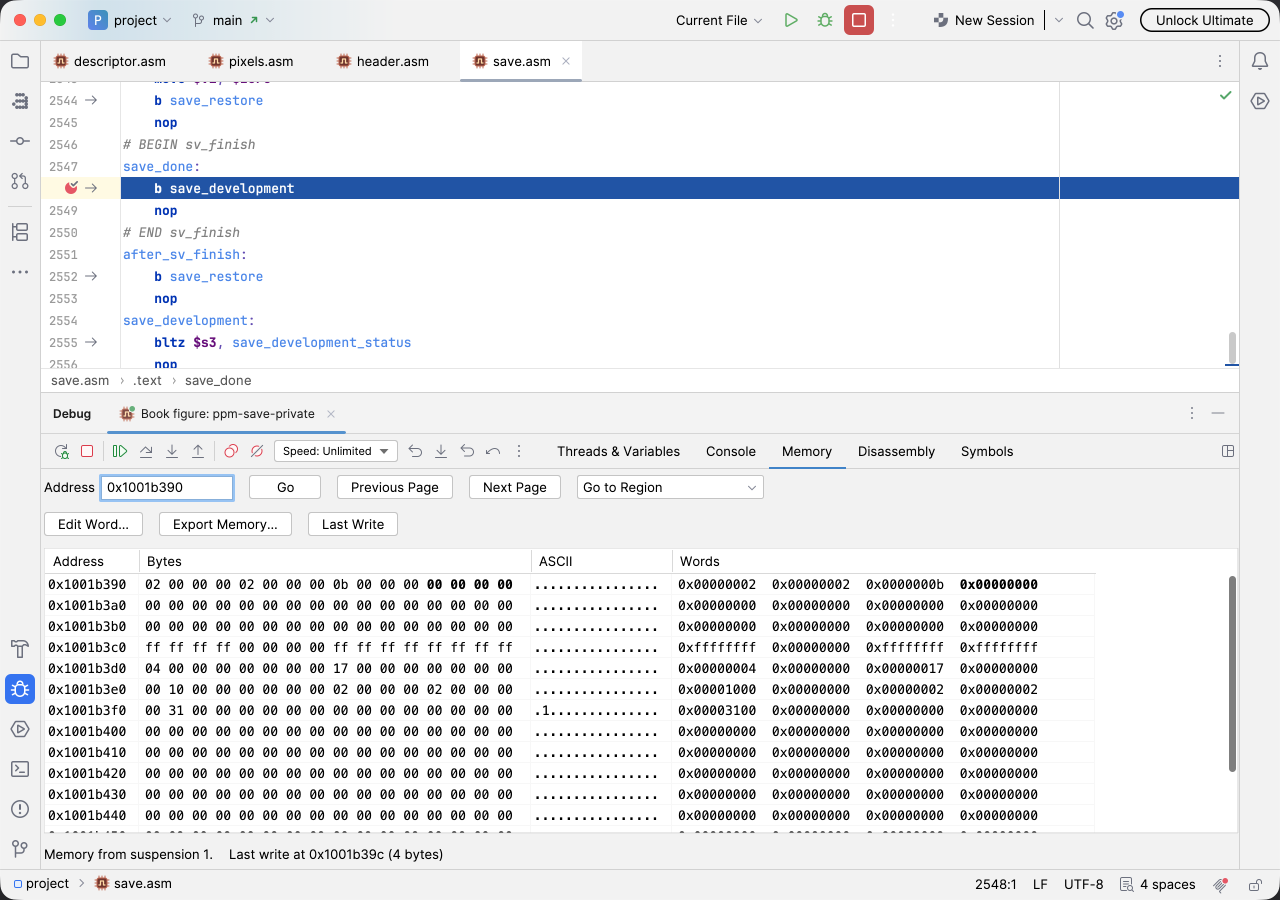 P project main Current File New Session Unlock Ultimate
descriptor.asm pixels.asm header.asm save.asm
2544 b save_restore
2545 nop
2546 # BEGIN sv_finish
2547 save_done:
b save_development
2549 nop
2550 # END sv_finish
2551 after_sv_finish:
2552 b save_restore
2553 nop
2554 save_development:
2555 bltz $s3, save_development_status
2556 nop
save.asm › .text › save_done
Debug Book figure: ppm-save-private
Speed: Unlimited Threads & Variables Console Memory Disassembly Symbols
Address 0x1001b390 Go Previous Page Next Page Go to Region
Edit Word... Export Memory... Last Write
Address Bytes ASCII Words
0x1001b390 02 00 00 00 02 00 00 00 0b 00 00 00 00 00 00 00 ................ 0x00000002 0x00000002 0x0000000b 0x00000000
0x1001b3a0 00 00 00 00 00 00 00 00 00 00 00 00 00 00 00 00 ................ 0x00000000 0x00000000 0x00000000 0x00000000
0x1001b3b0 00 00 00 00 00 00 00 00 00 00 00 00 00 00 00 00 ................ 0x00000000 0x00000000 0x00000000 0x00000000
0x1001b3c0 ff ff ff ff 00 00 00 00 ff ff ff ff ff ff ff ff ................ 0xffffffff 0x00000000 0xffffffff 0xffffffff
0x1001b3d0 04 00 00 00 00 00 00 00 17 00 00 00 00 00 00 00 ................ 0x00000004 0x00000000 0x00000017 0x00000000
0x1001b3e0 00 10 00 00 00 00 00 00 02 00 00 00 02 00 00 00 ................ 0x00001000 0x00000000 0x00000002 0x00000002
0x1001b3f0 00 31 00 00 00 00 00 00 00 00 00 00 00 00 00 00 .1.............. 0x00003100 0x00000000 0x00000000 0x00000000
0x1001b400 00 00 00 00 00 00 00 00 00 00 00 00 00 00 00 00 ................ 0x00000000 0x00000000 0x00000000 0x00000000
0x1001b410 00 00 00 00 00 00 00 00 00 00 00 00 00 00 00 00 ................ 0x00000000 0x00000000 0x00000000 0x00000000
0x1001b420 00 00 00 00 00 00 00 00 00 00 00 00 00 00 00 00 ................ 0x00000000 0x00000000 0x00000000 0x00000000
0x1001b430 00 00 00 00 00 00 00 00 00 00 00 00 00 00 00 00 ................ 0x00000000 0x00000000 0x00000000 0x00000000
0x1001b440 00 00 00 00 00 00 00 00 00 00 00 00 00 00 00 00 ................ 0x00000000 0x00000000 0x00000000 0x00000000
Memory from suspension 1. Last write at 0x1001b39c (4 bytes)
project › save.asm 2548:1 LF UTF-8 4 spaces